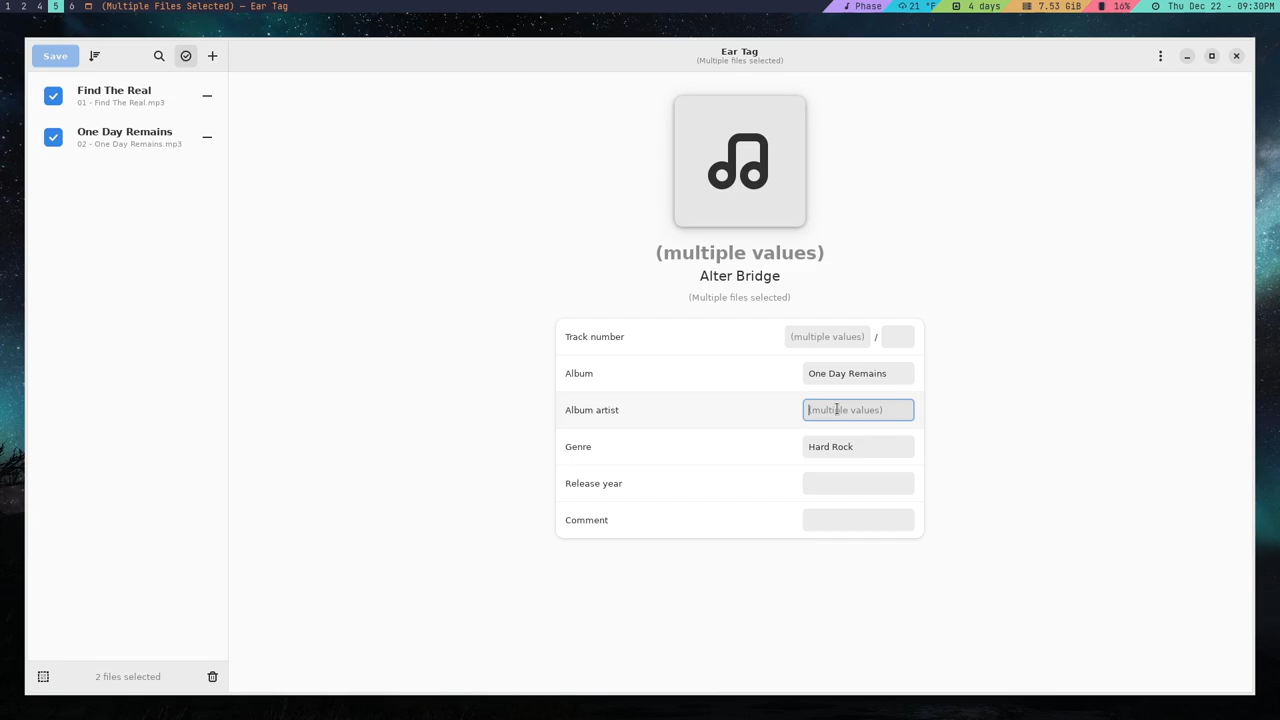 1 2 4 5 6 (Multiple Files Selected) — Ear Tag Phase 21 °F 4 days 7.53 GiB 16% Thu Dec 22 - 09:30PM
Save
Ear Tag
(Multiple files selected)
Find The Real
01 - Find The Real.mp3
One Day Remains
02 - One Day Remains.mp3
(multiple values)
Alter Bridge
(Multiple files selected)
Track number (multiple values) /
Album One Day Remains
Album artist (multiple values)
Genre Hard Rock
Release year
Comment
2 files selected